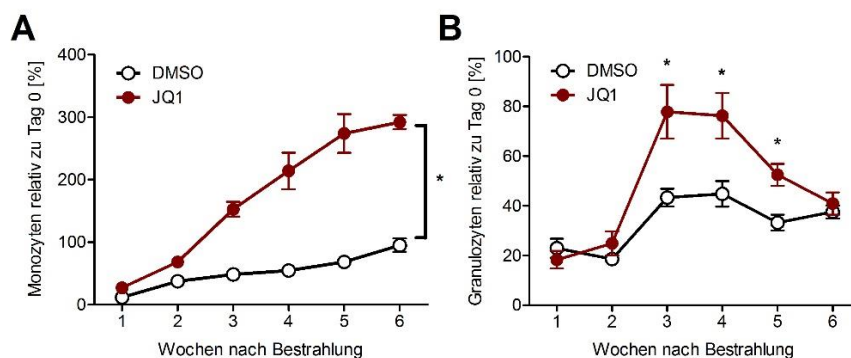 A
Monozyten relativ zu Tag 0 [%]
400
300
200
100
0
DMSO
JQ1
*
1 2 3 4 5 6
Wochen nach Bestrahlung
B
Granulozyten relativ zu Tag 0 [%]
100
80
60
40
20
0
DMSO
JQ1
* * *
1 2 3 4 5 6
Wochen nach Bestrahlung